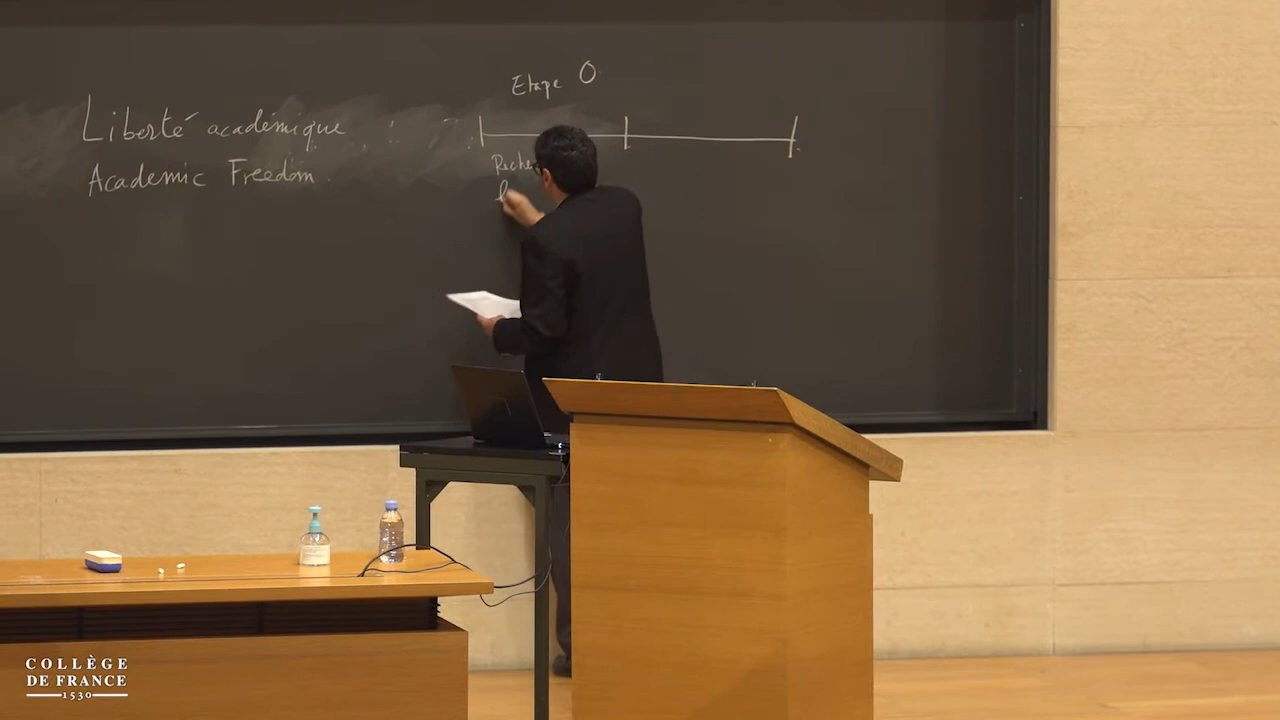 Etape 0
Liberté académique
Academic Freedom
COLLÈGE
DE FRANCE
1530